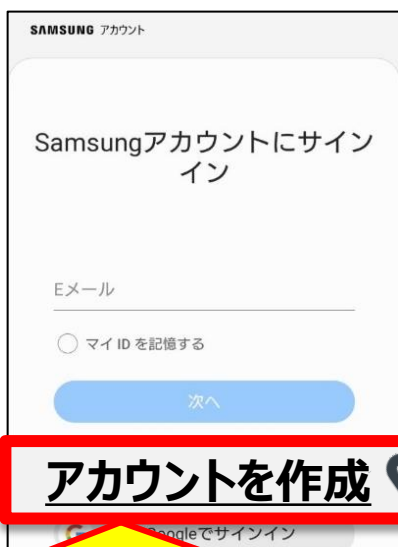 SAMSUNG アカウント
Samsungアカウントにサイン
イン
Eメール
マイ ID を記憶する
次へ
アカウントを作成
Googleでサインイン